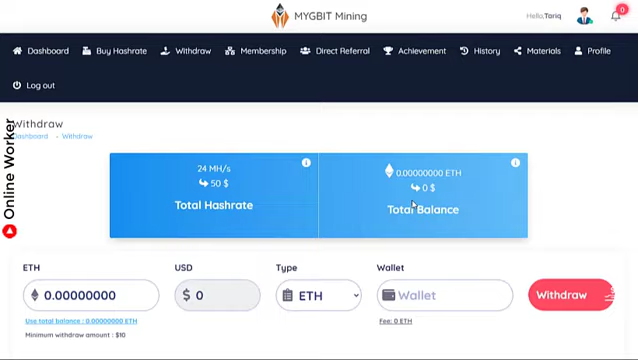 MYGBIT Mining
Hello,Tariq
0
Dashboard Buy Hashrate Withdraw Membership Direct Referral Achievement History Materials Profile
Log out
Withdraw
Dashboard - Withdraw
Online Worker
24 MH/s
50 $
Total Hashrate
0.00000000 ETH
0 $
Total Balance
ETH USD Type Wallet
0.00000000 $ 0 ETH Wallet Withdraw
Use total balance : 0.00000000 ETH Fee: 0 ETH
Minimum withdraw amount : $10